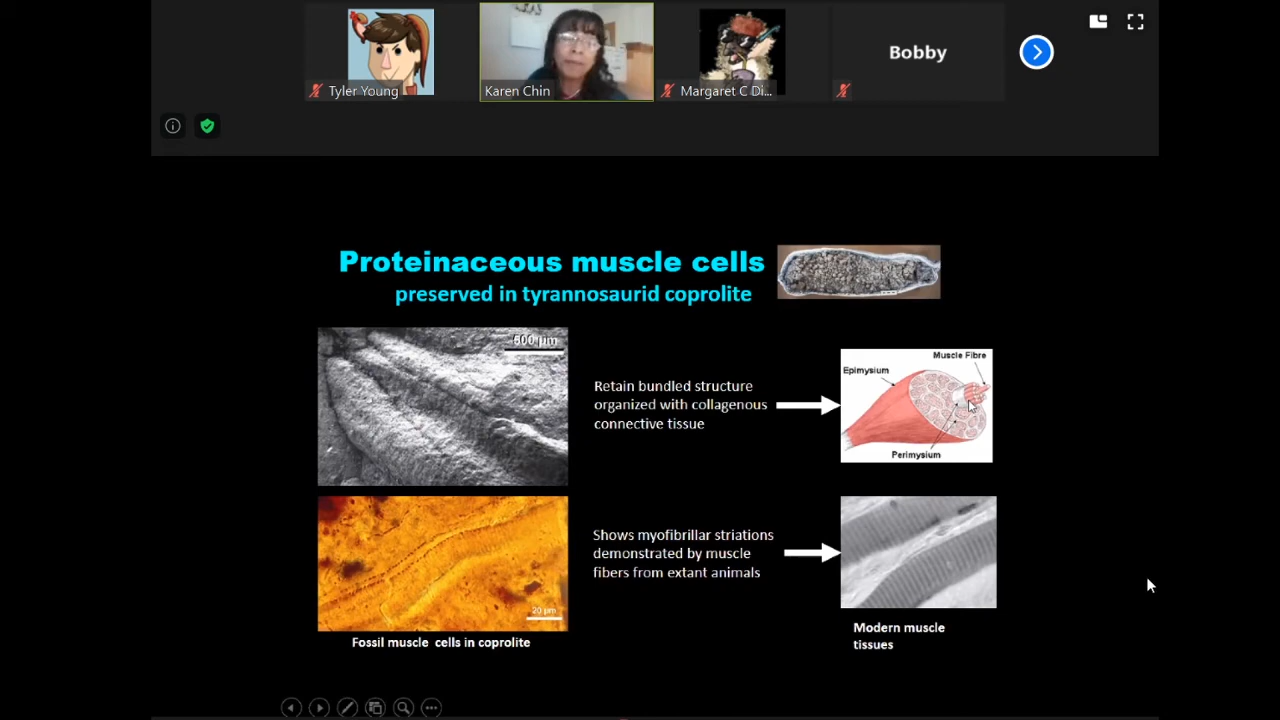 Bobby
Tyler Young
Karen Chin
Margaret C Di...
Proteinaceous muscle cells
preserved in tyrannosaurid coprolite
500 µm
Retain bundled structure
organized with collagenous
connective tissue
Muscle Fibre
Epimysium
Perimysium
Shows myofibrillar striations
demonstrated by muscle
fibers from extant animals
20 µm
Fossil muscle cells in coprolite
Modern muscle
tissues